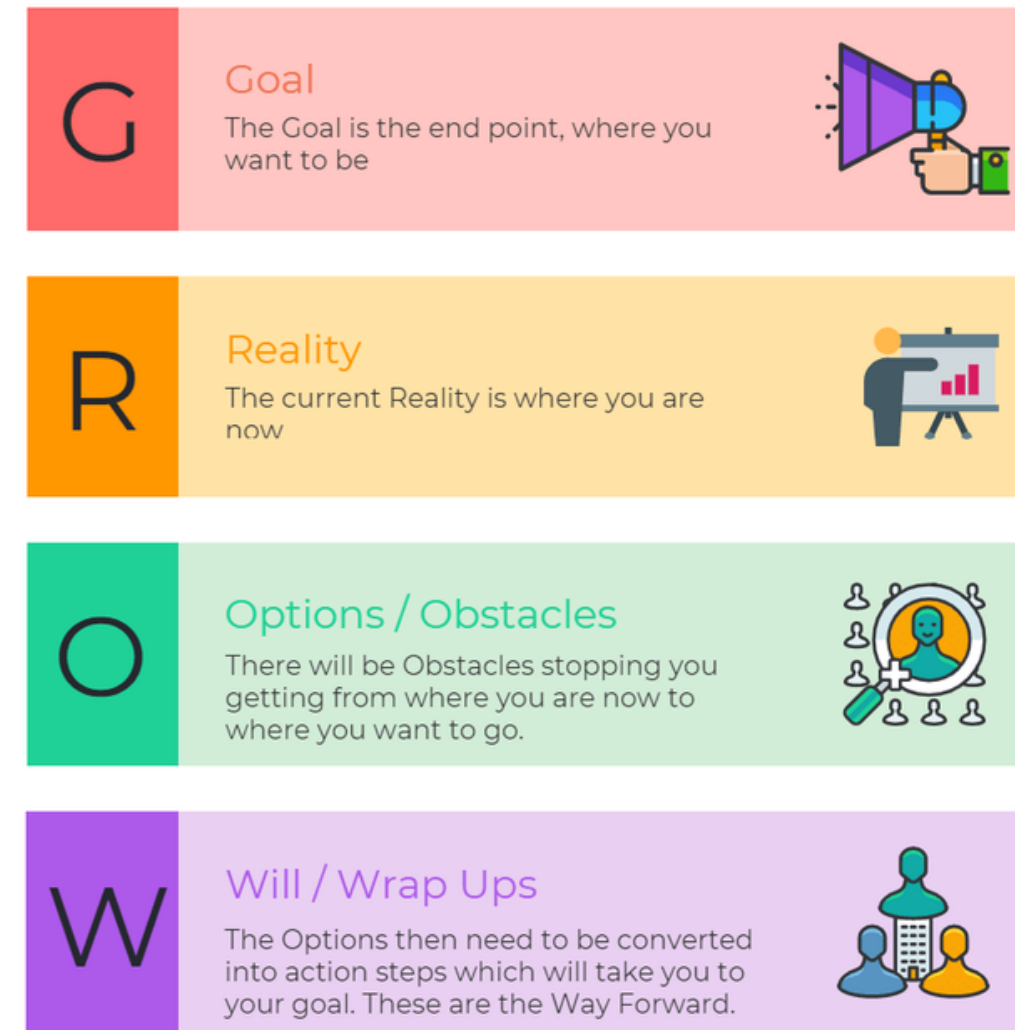 G
Goal
The Goal is the end point, where you
want to be
R
Reality
The current Reality is where you are
now
O
Options / Obstacles
There will be Obstacles stopping you
getting from where you are now to
where you want to go.
W
Will / Wrap Ups
The Options then need to be converted
into action steps which will take you to
your goal. These are the Way Forward.